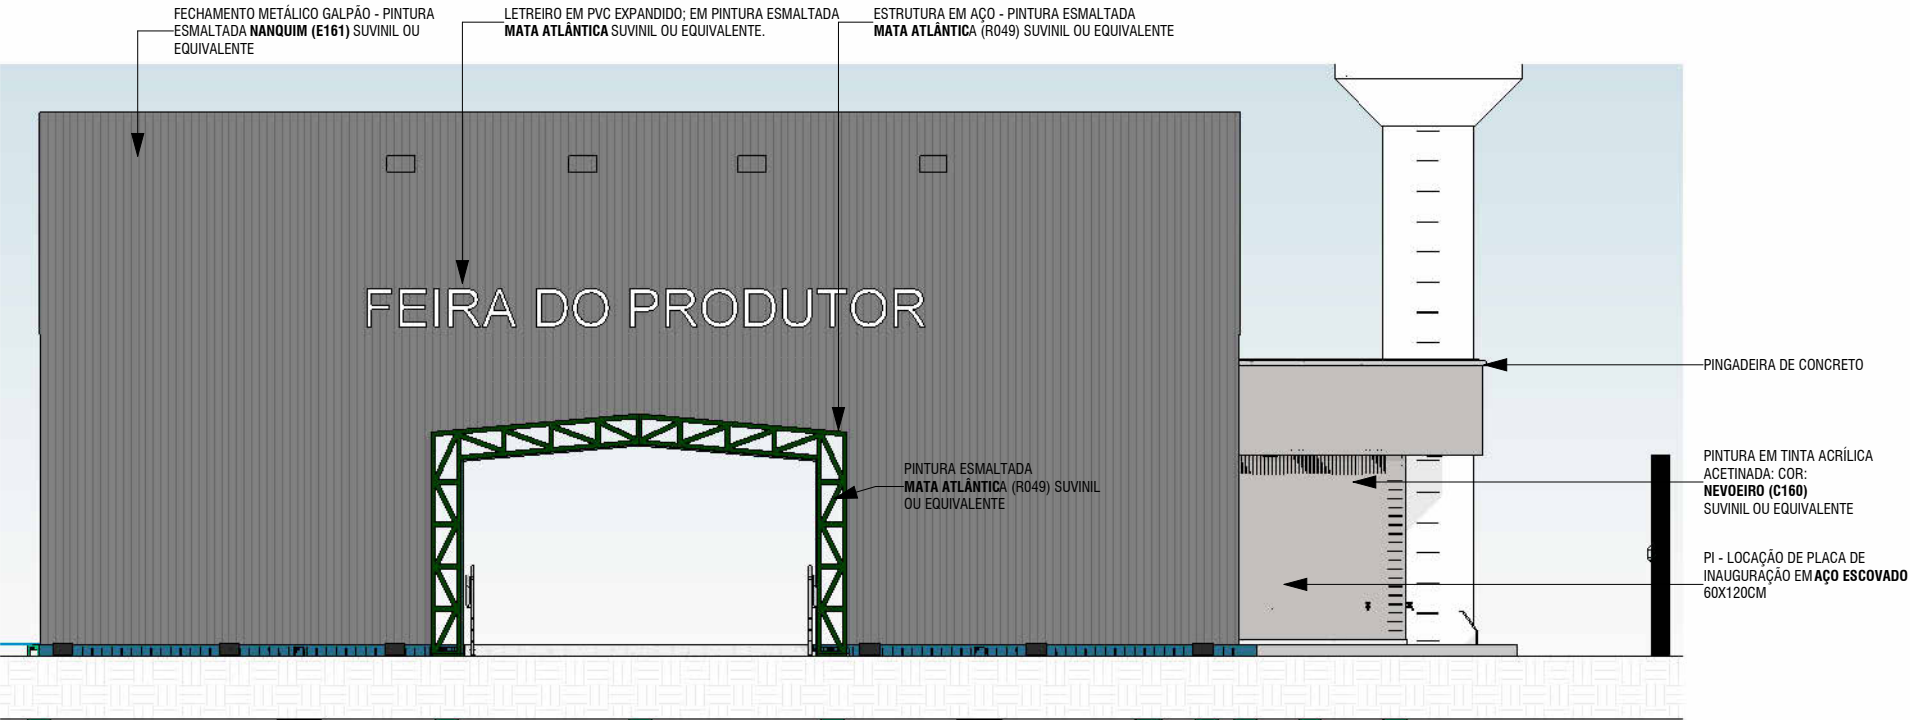 FECHAMENTO METÁLICO GALPÃO - PINTURA
ESMALTADA NANQUIM (E161) SUVINIL OU
EQUIVALENTE
LETREIRO EM PVC EXPANDIDO; EM PINTURA ESMALTADA
MATA ATLÂNTICA SUVINIL OU EQUIVALENTE.
ESTRUTURA EM AÇO - PINTURA ESMALTADA
MATA ATLÂNTICA (R049) SUVINIL OU EQUIVALENTE
FEIRA DO PRODUTOR
PINGADEIRA DE CONCRETO
PINTURA ESMALTADA
MATA ATLÂNTICA (R049) SUVINIL
OU EQUIVALENTE
PINTURA EM TINTA ACRÍLICA
ACETINADA: COR:
NEVOEIRO (C160)
SUVINIL OU EQUIVALENTE
PI - LOCAÇÃO DE PLACA DE
INAUGURAÇÃO EM AÇO ESCOVADO
60X120CM